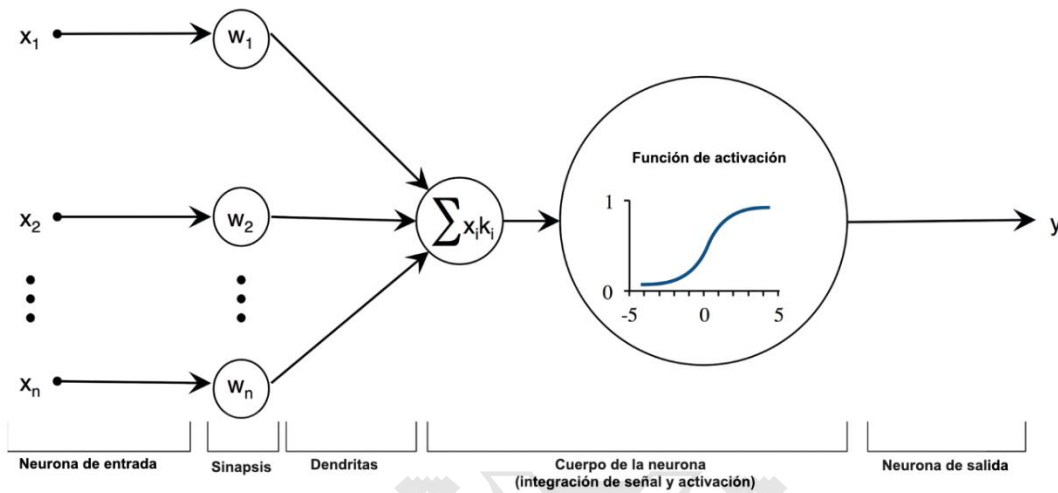 x1
w1
Función de activación
1
x2
w2
∑xiki
y
0
-5
0
5
xn
wn
Neurona de entrada
Sinapsis
Dendritas
Cuerpo de la neurona
(integración de señal y activación)
Neurona de salida